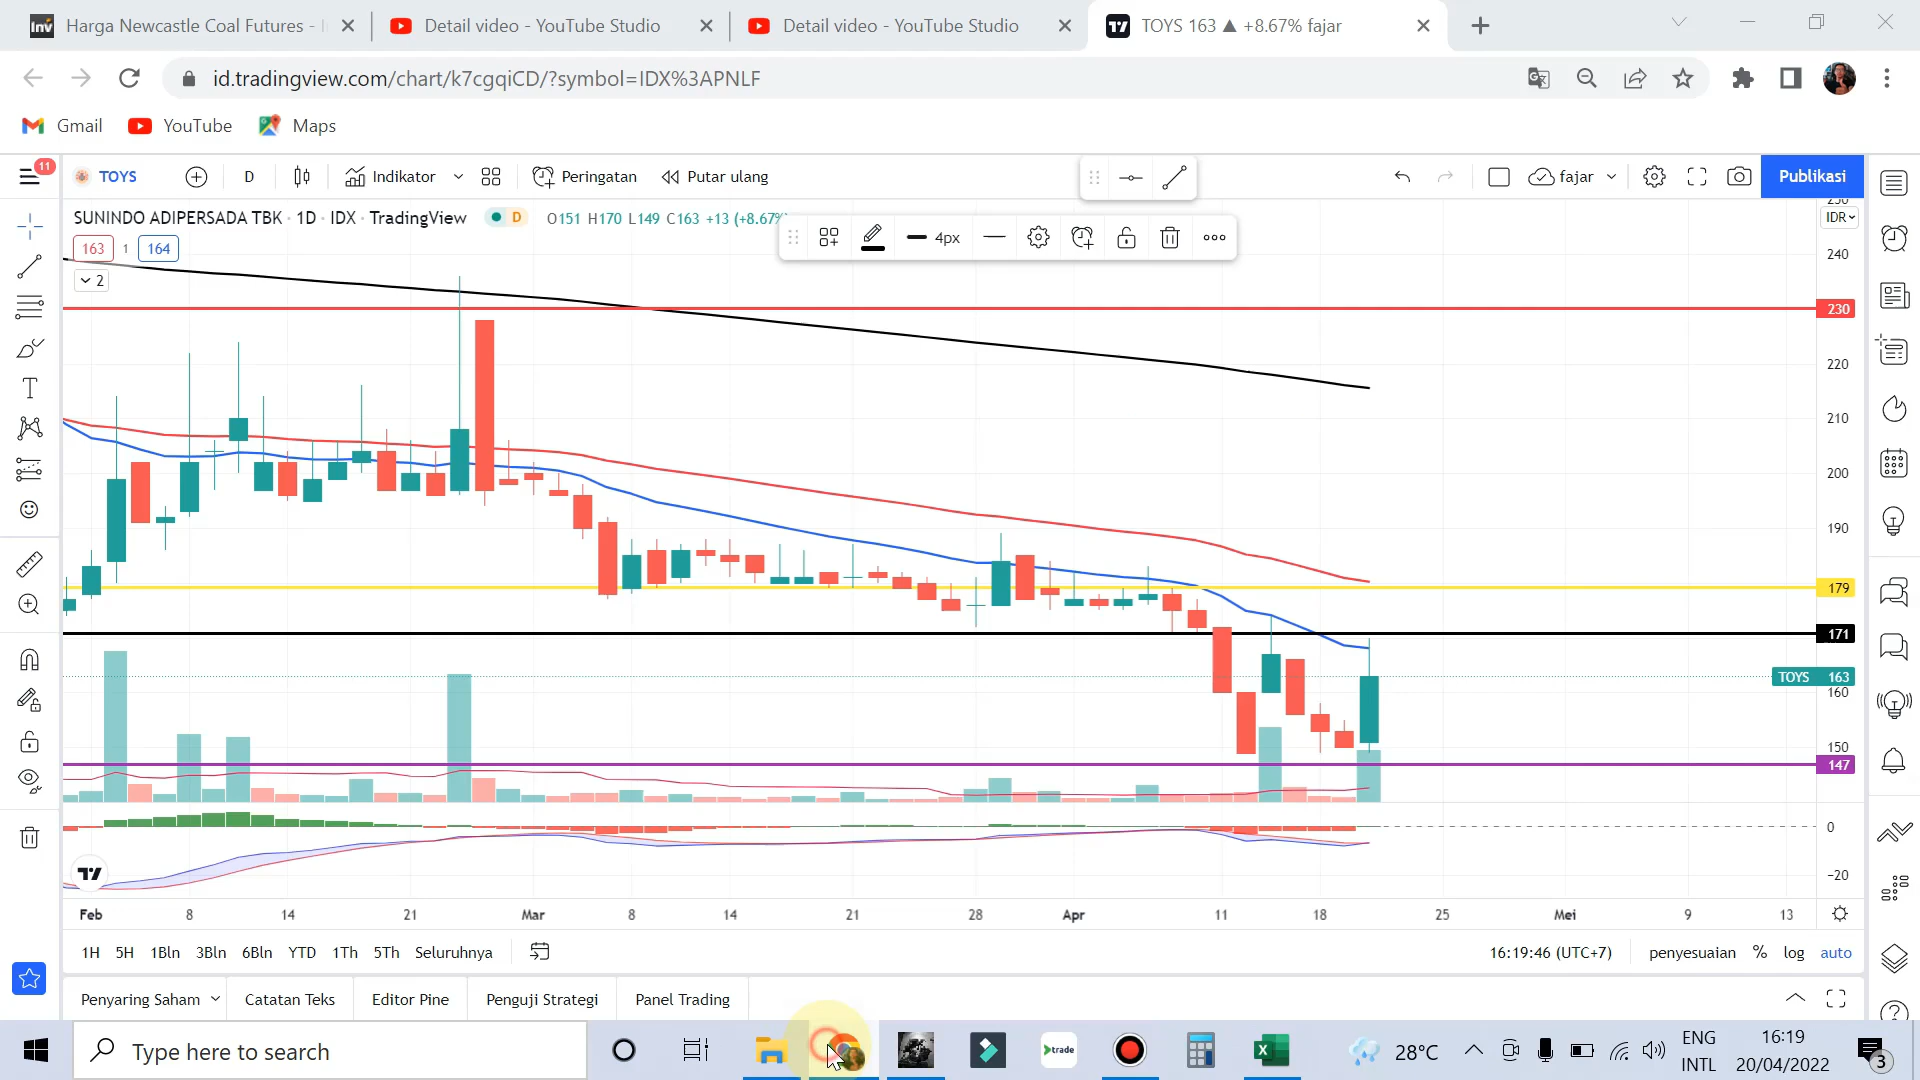 Harga Newcastle Coal Futures -
Detail video - YouTube Studio
Detail video - YouTube Studio
TOYS 163 ▲ +8.67% fajar
id.tradingview.com/chart/k7cgqiCD/?symbol=IDX%3APNLF
Gmail
YouTube
Maps
11
TOYS
D
Indikator
Peringatan
Putar ulang
fajar
Publikasi
SUNINDO ADIPERSADA TBK · 1D · IDX · TradingView
D
O151 H170 L149 C163 +13 (+8.67%
IDR
163
1
164
4px
2
240
230
220
210
200
190
179
171
TOYS 163
160
150
147
0
−20
Feb
8
14
21
Mar
8
14
21
28
Apr
11
18
25
Mei
9
13
1H
5H
1Bln
3Bln
6Bln
YTD
1Th
5Th
Seluruhnya
16:19:46 (UTC+7)
penyesuaian
%
log
auto
Penyaring Saham
Catatan Teks
Editor Pine
Penguji Strategi
Panel Trading
Type here to search
trade
28°C
ENG
INTL
16:19
20/04/2022
3